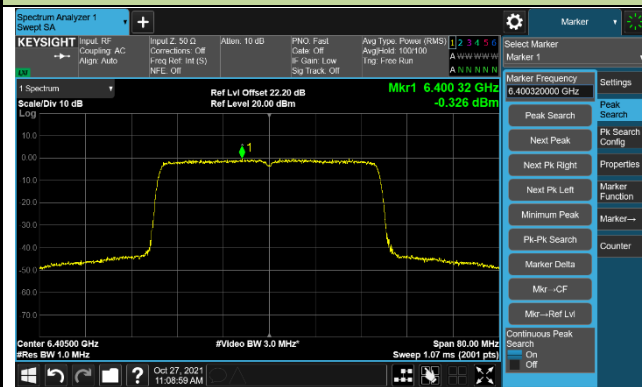 Spectrum Analyzer 1
Swept SA
+
Marker
KEYSIGHT
Input: RF
Coupling: AC
Align: Auto
Input Z: 50 Ω
Corrections: Off
Freq Ref: Int (S)
NFE: Off
Atten: 10 dB
PNO: Fast
Gate: Off
IF Gain: Low
Sig Track: Off
Avg Type: Power (RMS)
Avg|Hold: 100/100
Trig: Free Run
1 2 3 4 5 6
A W W W W W
A N N N N N
Select Marker
Marker 1
1 Spectrum
Scale/Div 10 dB
Log
Ref Lvl Offset 22.20 dB
Ref Level 20.00 dBm
Mkr1 6.400 32 GHz
-0.326 dBm
Marker Frequency
6.400320000 GHz
Settings
Peak Search
Peak
Search
Next Peak
Pk Search
Config
Next Pk Right
Properties
Next Pk Left
Marker
Function
Minimum Peak
Marker→
Pk-Pk Search
Counter
Marker Delta
Mkr→CF
Mkr→Ref Lvl
Continuous Peak
Search
On
Off
10.0
0.00
10.0
20.0
30.0
40.0
50.0
60.0
70.0
1
Center 6.40500 GHz
#Res BW 1.0 MHz
#Video BW 3.0 MHz*
Span 80.00 MHz
Sweep 1.07 ms (2001 pts)
?
Oct 27, 2021
11:08:59 AM